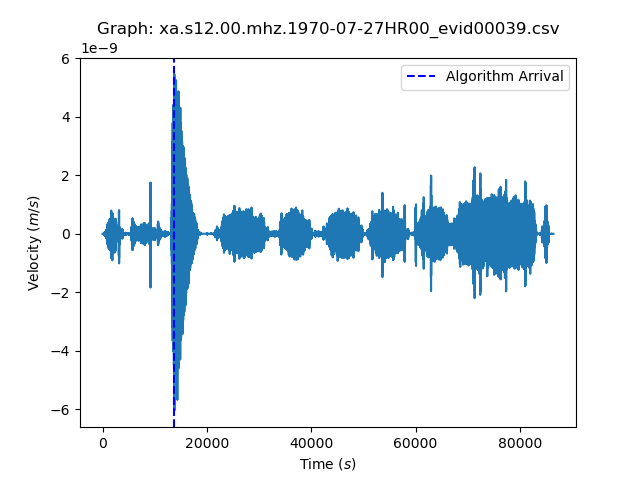 Graph: xa.s12.00.mhz.1970-07-27HR00_evid00039.csv
1e−9
6
4
2
0
−2
−4
−6
Velocity (m/s)
Algorithm Arrival
0 20000 40000 60000 80000
Time (s)